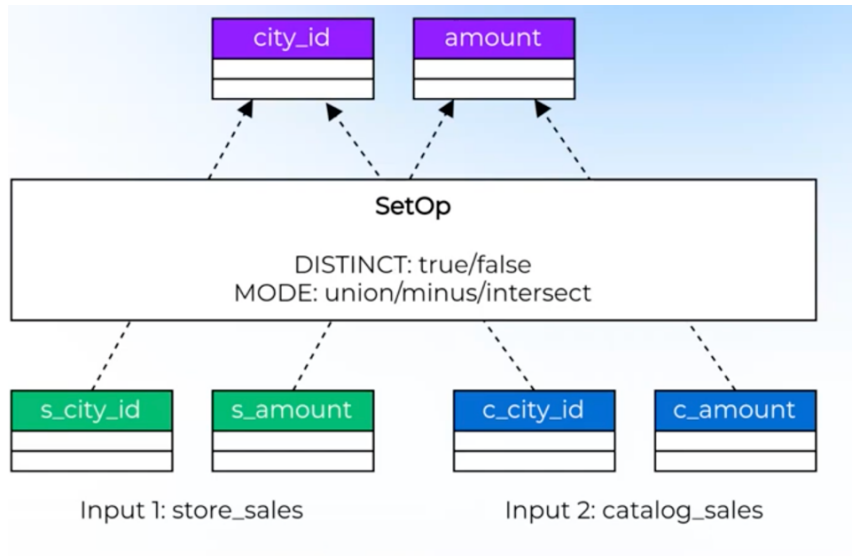 city_id
amount
SetOp
DISTINCT: true/false
MODE: union/minus/intersect
s_city_id
s_amount
c_city_id
c_amount
Input 1: store_sales
Input 2: catalog_sales